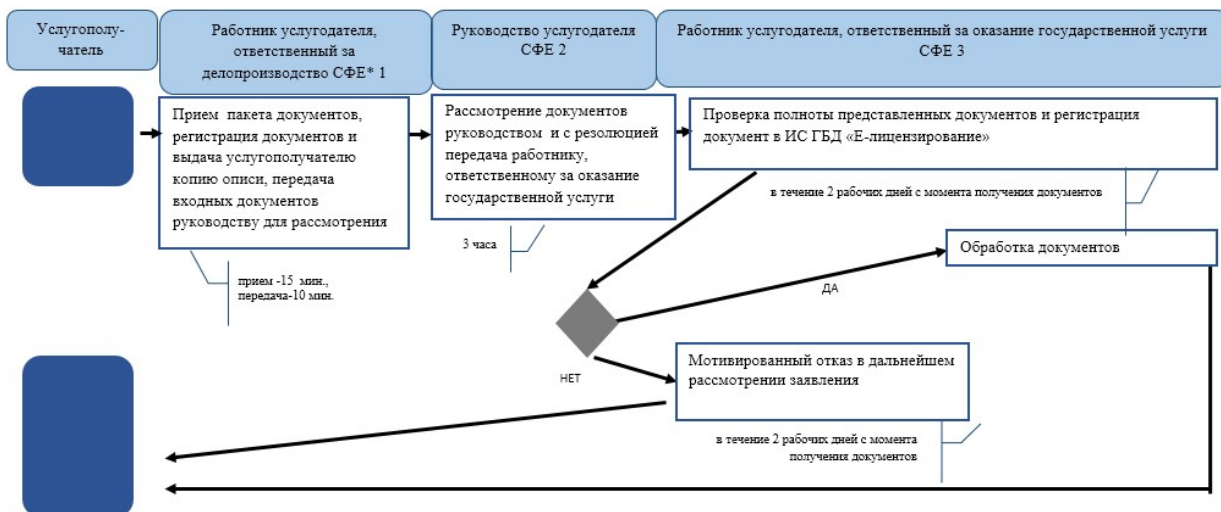 Услугополу-
чатель
Работник услугодателя,
ответственный за
делопроизводство СФЕ* 1
Руководство услугодателя
СФЕ 2
Работник услугодателя, ответственный за оказание государственной услуги
СФЕ 3
Прием пакета документов,
регистрация документов и
выдача услугополучателю
копию описи, передача
входных документов
руководству для рассмотрения
Рассмотрение документов
руководством и с резолюцией
передача работнику,
ответственному за оказание
государственной услуги
Проверка полноты представленных документов и регистрация
документ в ИС ГБД «Е-лицензирование»
в течение 2 рабочих дней с момента получения документов
3 часа
Обработка документов
прием -15 мин.,
передача-10 мин.
ДА
НЕТ
Мотивированный отказ в дальнейшем
рассмотрении заявления
в течение 2 рабочих дней с момента
получения документов